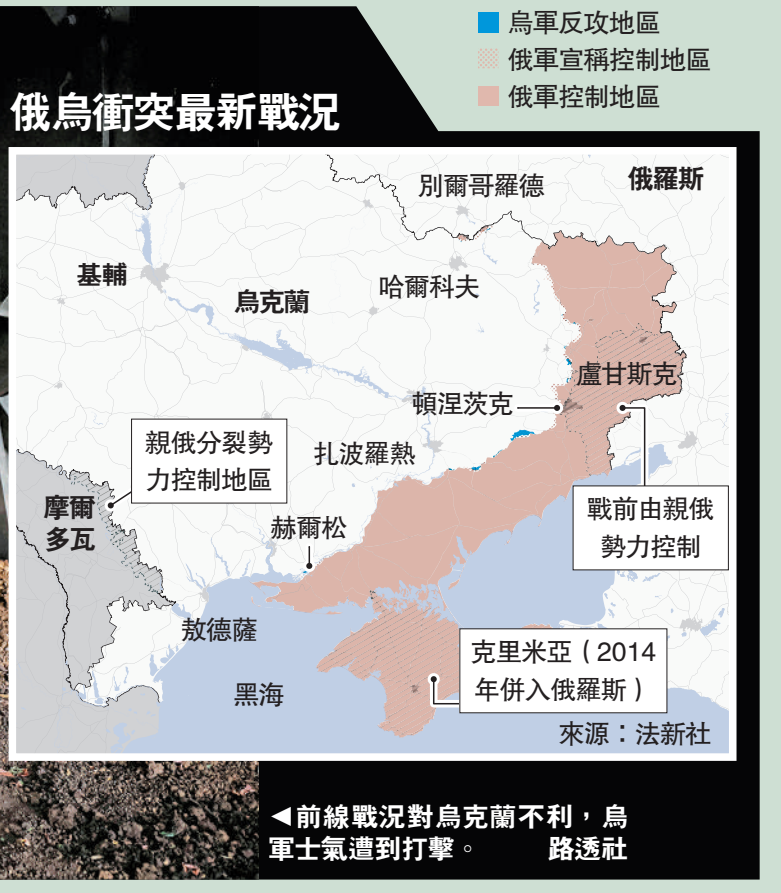 烏軍反攻地區
俄軍宣稱控制地區
俄軍控制地區
俄烏衝突最新戰況
別爾哥羅德
俄羅斯
基輔
烏克蘭
哈爾科夫
盧甘斯克
頓涅茨克
親俄分裂勢
力控制地區
扎波羅熱
摩爾
多瓦
戰前由親俄
勢力控制
赫爾松
敖德薩
克里米亞（2014
年併入俄羅斯）
黑海
來源：法新社
◀前線戰況對烏克蘭不利，烏
軍士氣遭到打擊。 路透社